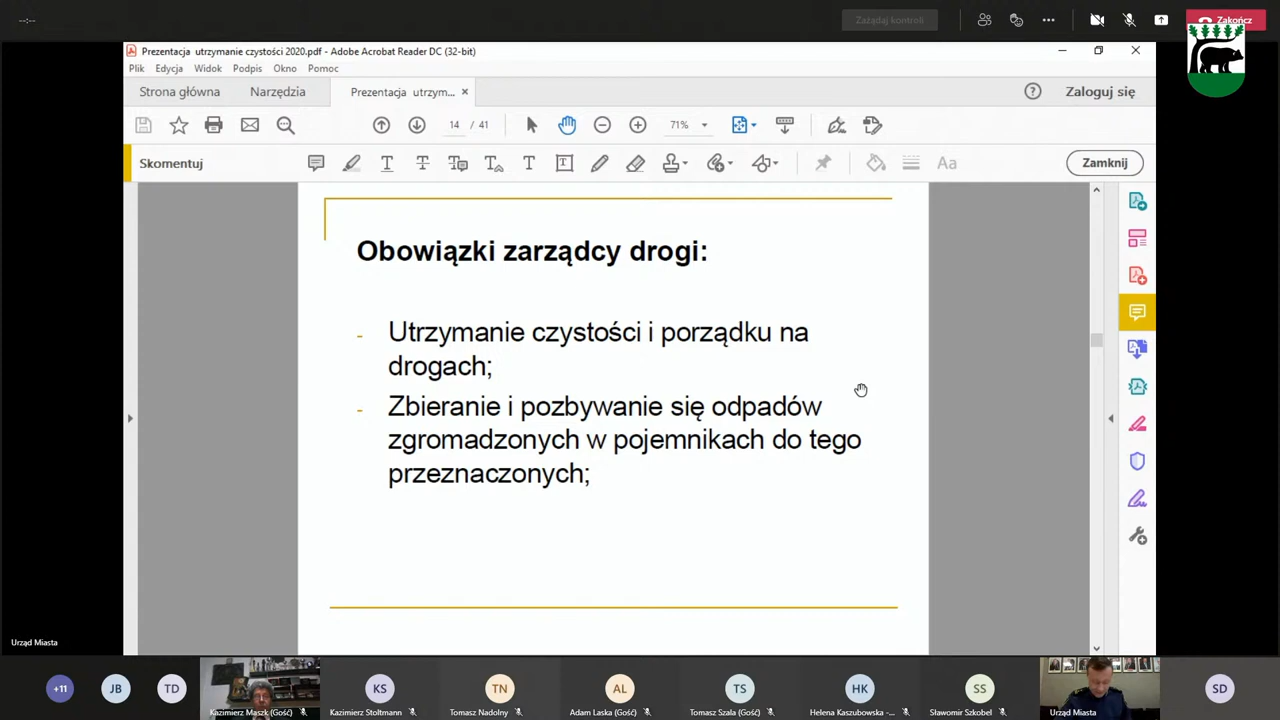 --:--
Zażądaj kontroli
Zakończ
Prezentacja utrzymanie czystości 2020.pdf - Adobe Acrobat Reader DC (32-bit)
Plik Edycja Widok Podpis Okno Pomoc
Strona główna Narzędzia Prezentacja utrzym... × Zaloguj się
14 / 41 71%
Skomentuj Aa Zamknij
Obowiązki zarządcy drogi:
- Utrzymanie czystości i porządku na
drogach;
- Zbieranie i pozbywanie się odpadów
zgromadzonych w pojemnikach do tego
przeznaczonych;
Urząd Miasta
+11 JB TD KS TN AL TS HK SS SD
Kazimierz Maszk (Gość) Kazimierz Stoltmann Tomasz Nadolny Adam Laska (Gość) Tomasz Szala (Gość) Helena Kaszubowska -... Sławomir Szkobel Urząd Miasta